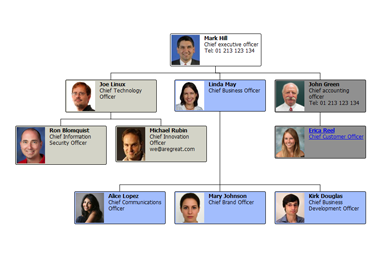 Mark Hill
Chief executive officer
Tel: 01 213 123 134
Joe Linux
Chief Technology
Officer
Linda May
Chief Business Officer
John Green
Chief accounting
officer
Tel: 01 213 123 134
Ron Blomquist
Chief Information
Security Officer
Michael Rubin
Chief Innovation
Officer
we@aregreat.com
Erica Reel
Chief Customer Officer
Alice Lopez
Chief Communications
Officer
Mary Johnson
Chief Brand Officer
Kirk Douglas
Chief Business
Development Officer